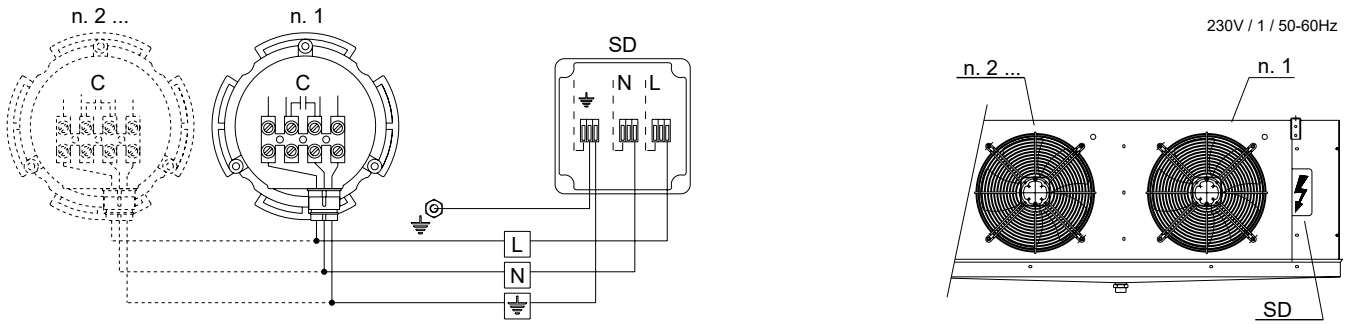 n. 2 ...
n. 1
SD
C
C
N L
L
N
230V / 1 / 50-60Hz
n. 2 ...
n. 1
SD